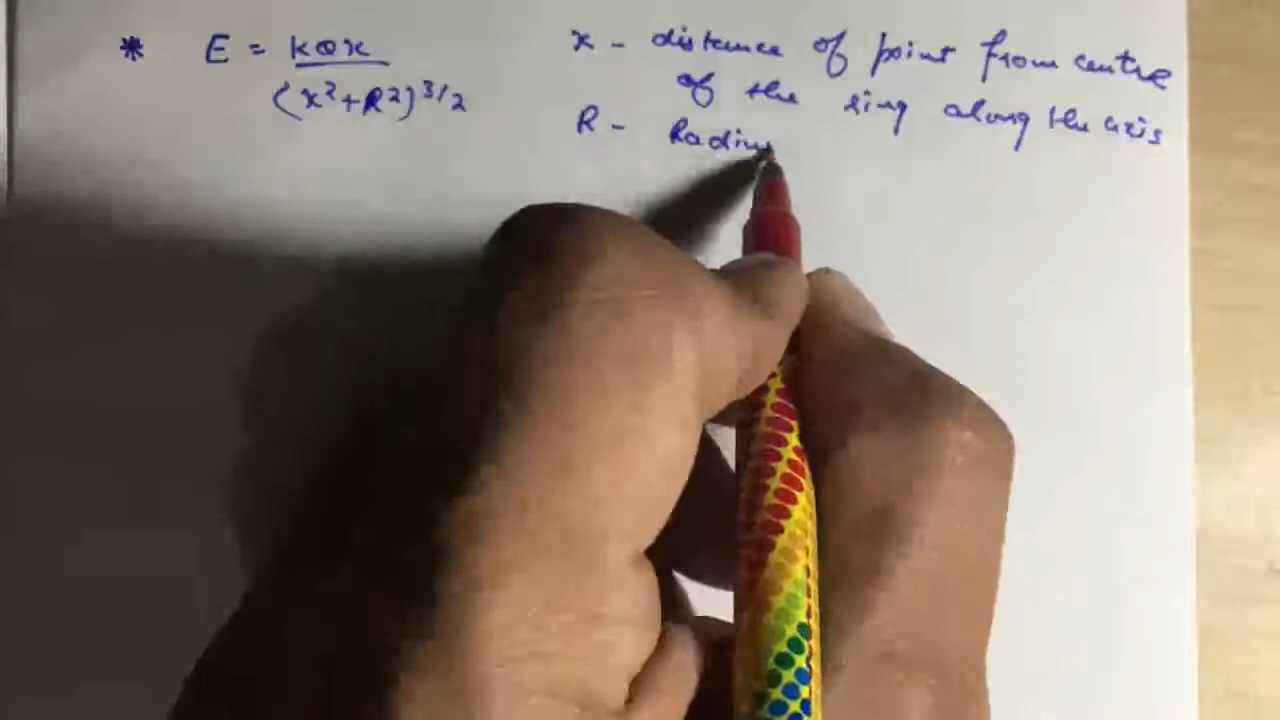 * E = kQx x - distance of point from centre
(x²+R²)^3/2 of the ring along the axis
R - Radius